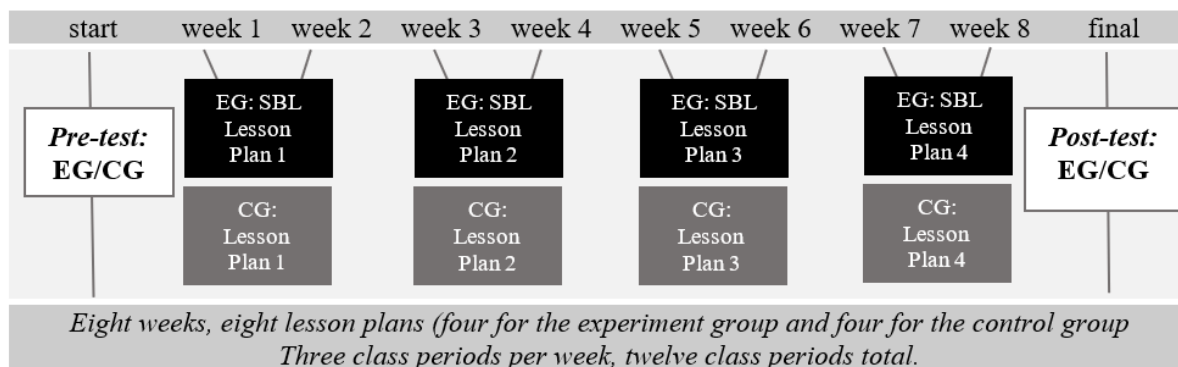 start week 1 week 2 week 3 week 4 week 5 week 6 week 7 week 8 final
Pre-test:
EG/CG
EG: SBL
Lesson
Plan 1
CG:
Lesson
Plan 1
EG: SBL
Lesson
Plan 2
CG:
Lesson
Plan 2
EG: SBL
Lesson
Plan 3
CG:
Lesson
Plan 3
EG: SBL
Lesson
Plan 4
CG:
Lesson
Plan 4
Post-test:
EG/CG
Eight weeks, eight lesson plans (four for the experiment group and four for the control group
Three class periods per week, twelve class periods total.